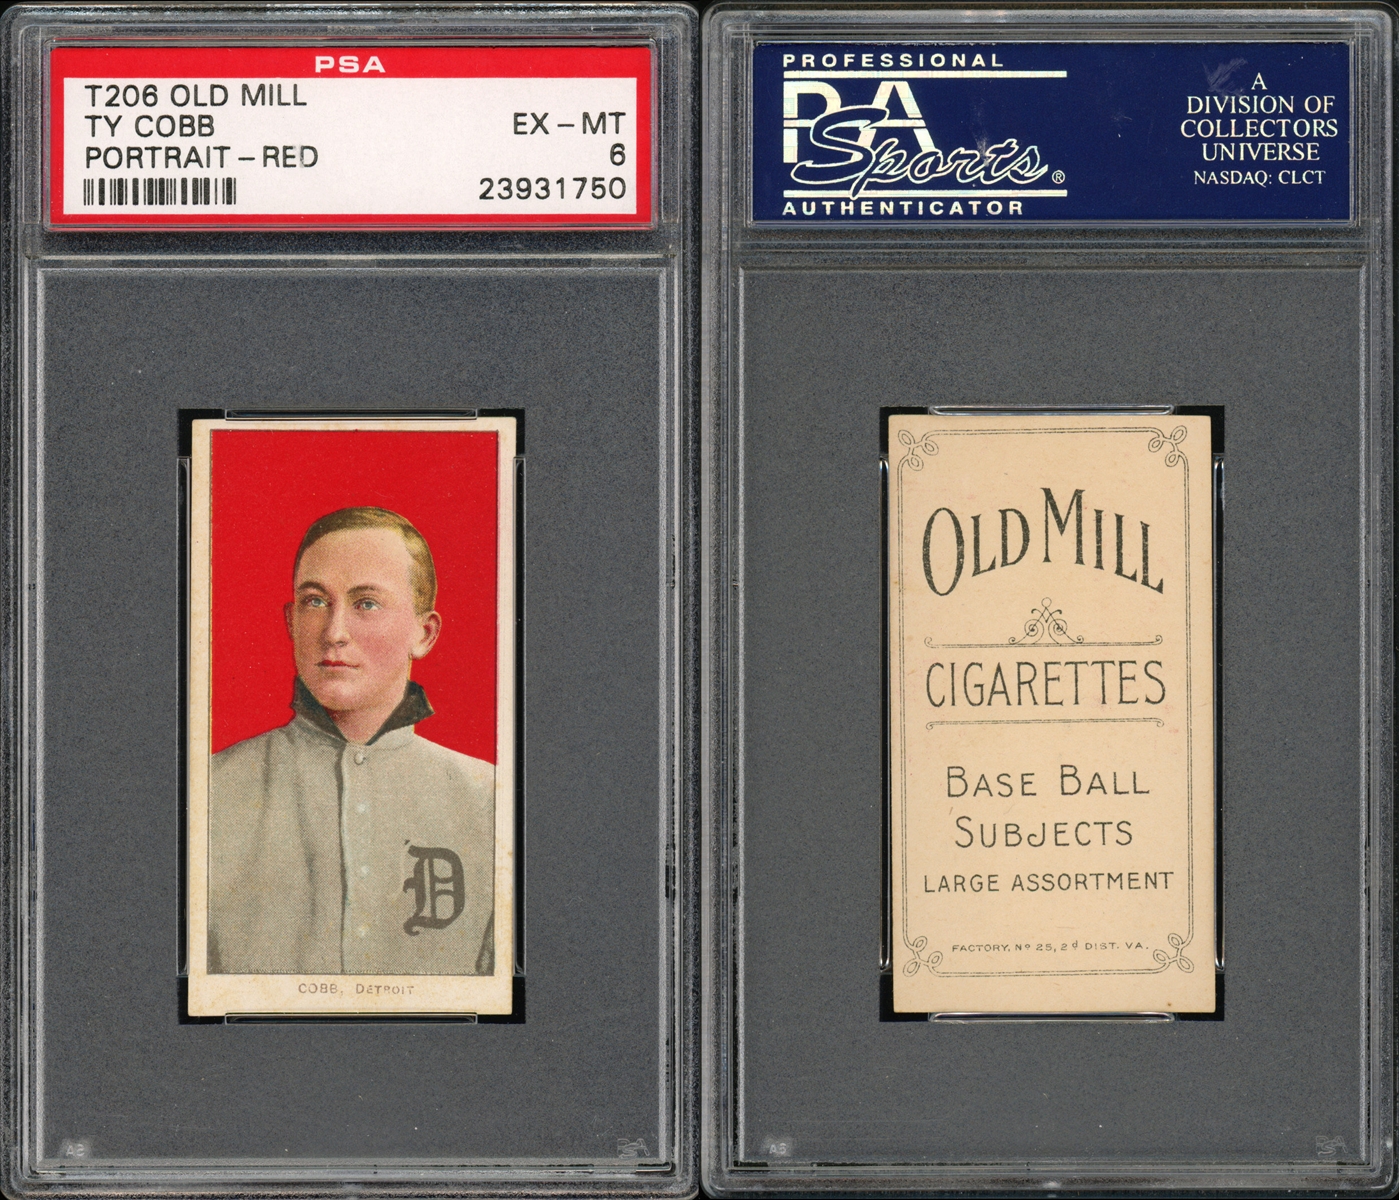 PSA
T206 OLD MILL
TY COBB
EX - MT
PORTRAIT - RED
6
23931750
COBB, DETROIT
PROFESSIONAL
PSA
Sports®
AUTHENTICATOR
A
DIVISION OF
COLLECTORS
UNIVERSE
NASDAQ: CLCT
OLD MILL
CIGARETTES
BASE BALL
SUBJECTS
LARGE ASSORTMENT
FACTORY, Nº 25, 2d DIST. VA.
D
PSA
PSA